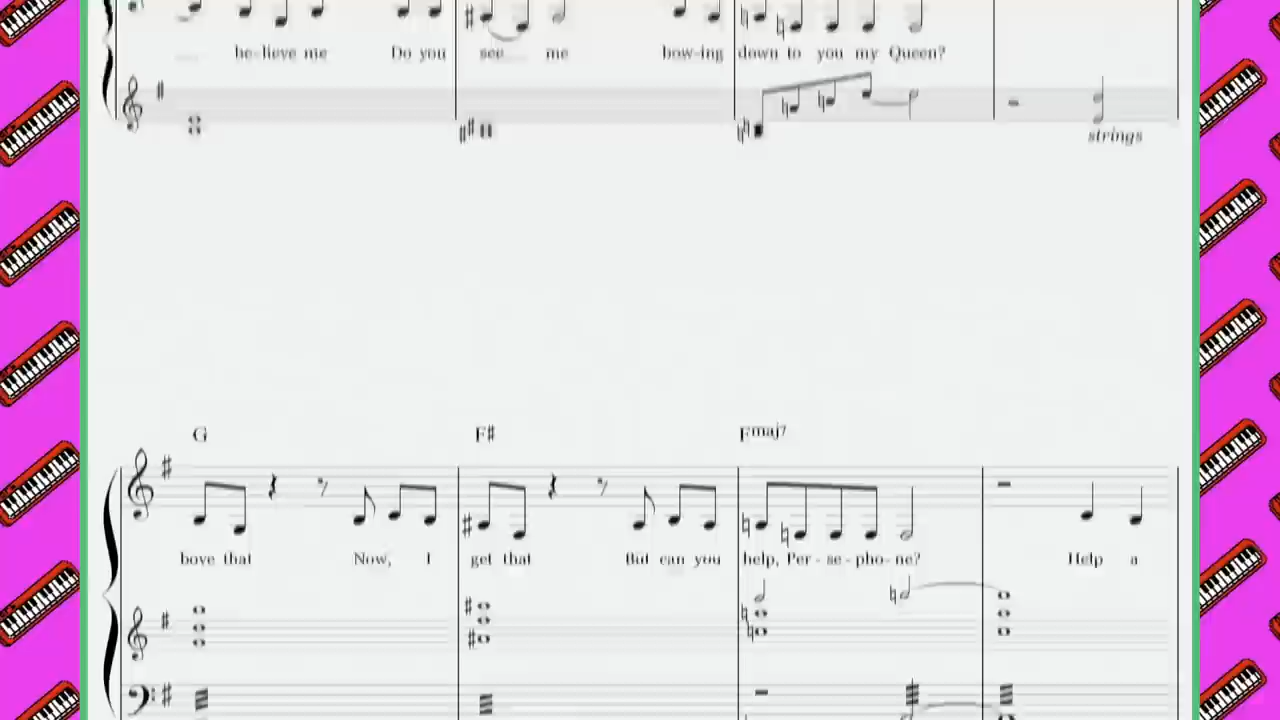 be-lieve me Do you see me bow-ing down to you my Queen?
strings
G F# Fmaj7
bove that Now, I get that But can you help, Per-se-pho-ne? Help a